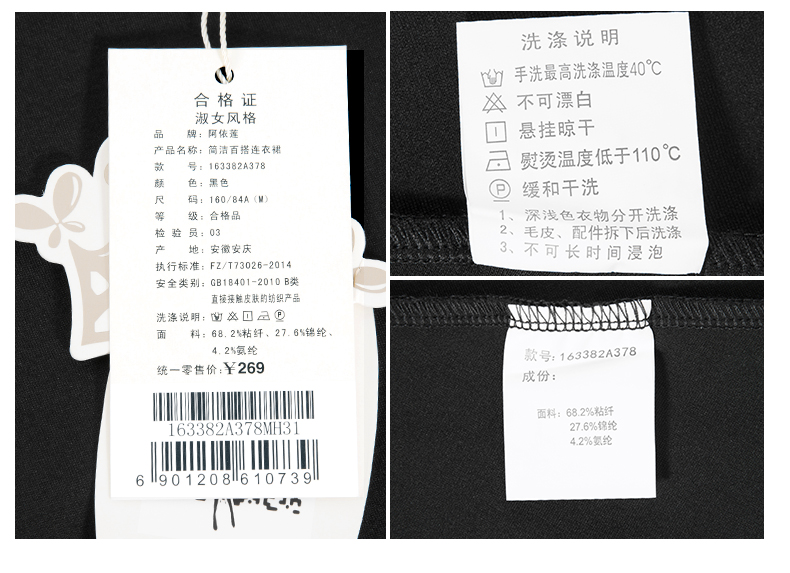 合格证
淑女风格
品 牌：阿依莲
产品名称：简洁百搭连衣裙
款 号：163382A378
颜 色：黑色
尺 码：160/84A（M）
等 级：合格品
检 验 员：03
产 地：安徽安庆
执行标准：FZ/T73026-2014
安全类别：GB18401-2010 B类
直接接触皮肤的纺织产品
洗涤说明：
面 料：68.2%粘纤、27.6%锦纶、
4.2%氨纶
统一零售价:￥269
163382A378MH31
6 901208 610739
洗涤说明
手洗最高洗涤温度40℃
不可漂白
悬挂晾干
熨烫温度低于110℃
P 缓和干洗
1、深浅色衣物分开洗涤
2、毛皮、配件拆下后洗涤
3、不可长时间浸泡
款号:163382A378
成份：
面料：68.2%粘纤
27.6%锦纶
4.2%氨纶